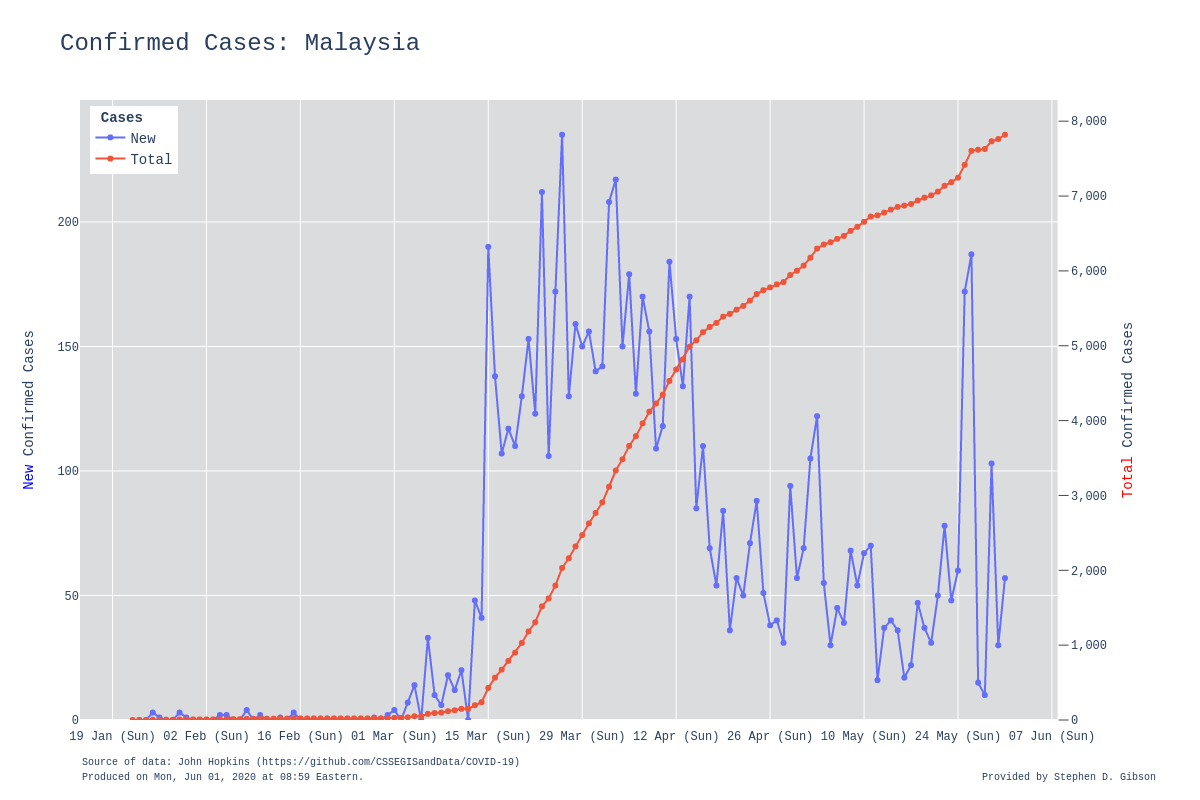 Confirmed Cases: Malaysia
Cases
New
Total
8,000
7,000
6,000
5,000
4,000
3,000
2,000
1,000
0
200
150
100
50
0
New Confirmed Cases
Total Confirmed Cases
19 Jan (Sun) 02 Feb (Sun) 16 Feb (Sun) 01 Mar (Sun) 15 Mar (Sun) 29 Mar (Sun) 12 Apr (Sun) 26 Apr (Sun) 10 May (Sun) 24 May (Sun) 07 Jun (Sun)
Source of data: John Hopkins (https://github.com/CSSEGISandData/COVID-19)
Produced on Mon, Jun 01, 2020 at 08:59 Eastern.
Provided by Stephen D. Gibson